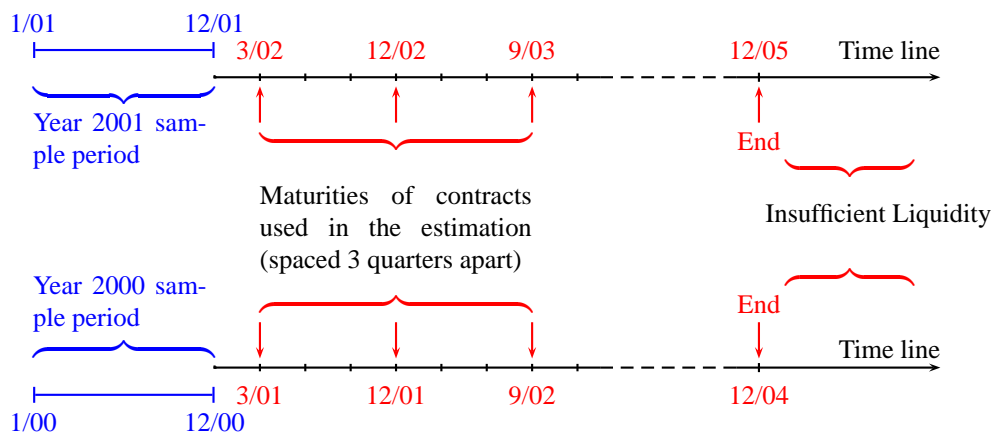 1/01 12/01
3/02 12/02 9/03 12/05 Time line
Year 2001 sam-
ple period
End
Maturities of contracts
used in the estimation
(spaced 3 quarters apart)
Insufficient Liquidity
Year 2000 sam-
ple period
End
Time line
3/01 12/01 9/02 12/04
1/00 12/00